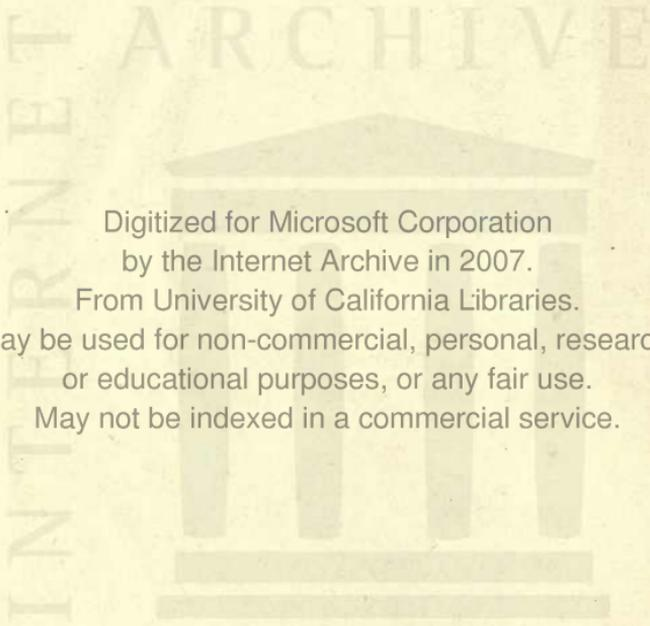 INTERNET ARCHIVE
Digitized for Microsoft Corporation
by the Internet Archive in 2007.
From University of California Libraries.
ay be used for non-commercial, personal, researc
or educational purposes, or any fair use.
May not be indexed in a commercial service.